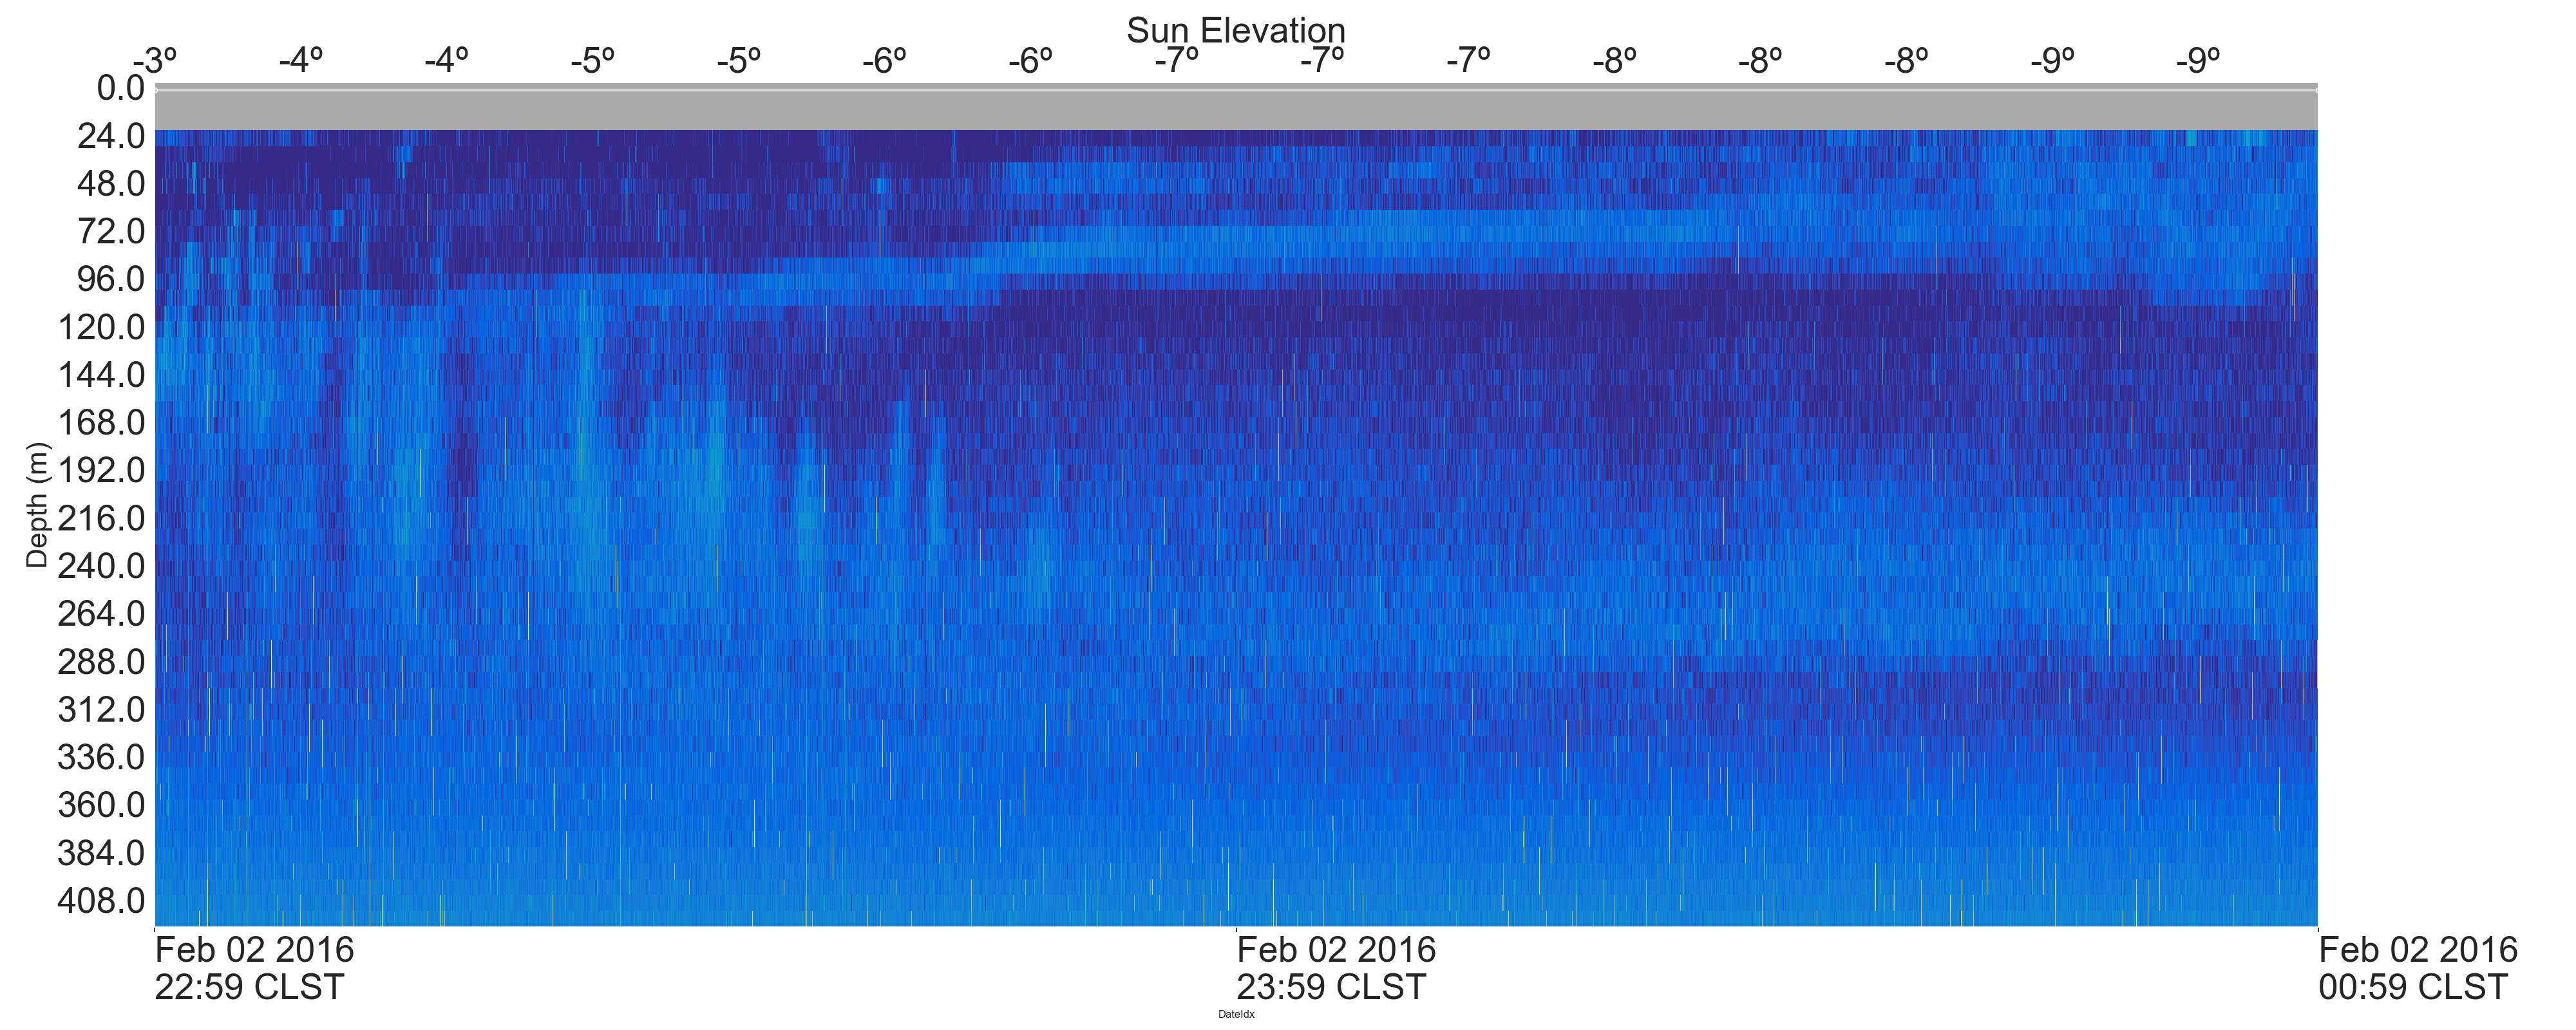 Sun Elevation
-3º -4º -4º -5º -5º -6º -6º -7º -7º -7º -8º -8º -8º -9º -9º
0.0
24.0
48.0
72.0
96.0
120.0
144.0
168.0
192.0
216.0
240.0
264.0
288.0
312.0
336.0
360.0
384.0
408.0
Depth (m)
Feb 02 2016
22:59 CLST
Feb 02 2016
23:59 CLST
Feb 02 2016
00:59 CLST
DateIdx